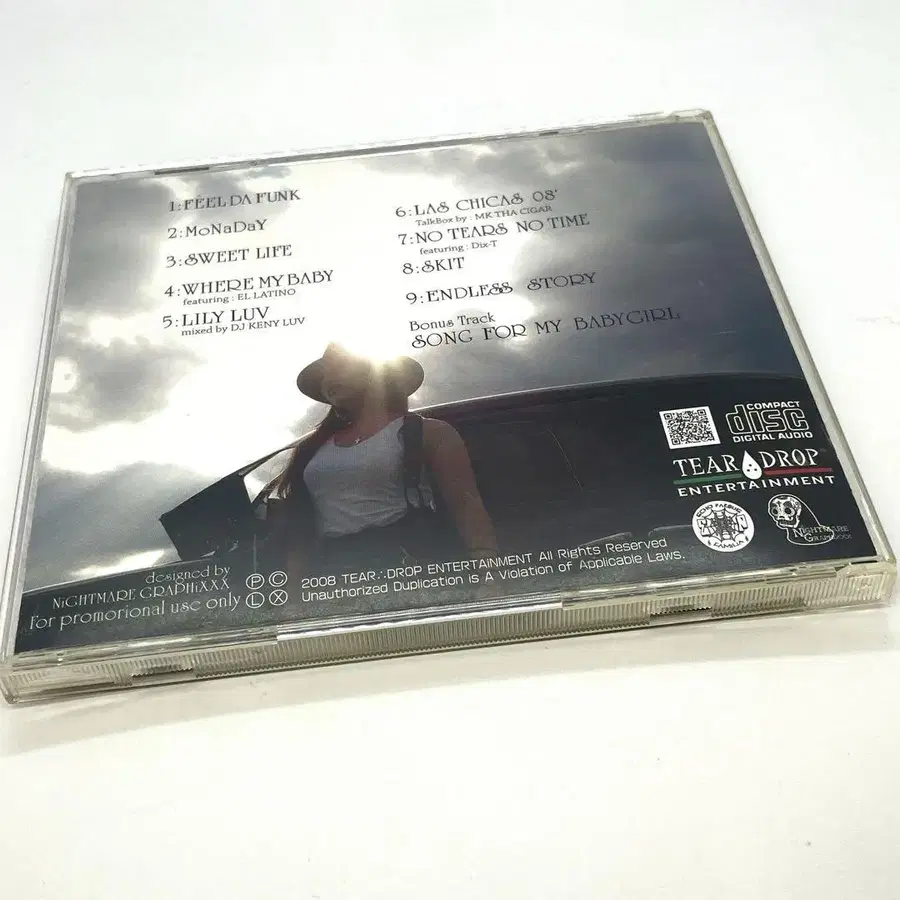 1:FEEL DA FUNK
2:MoNaDaY
3:SWEET LIFE
4:WHERE MY BABY
featuring : EL LATINO
5:LILY LUV
mixed by DJ KENY LUV
6:LAS CHICAS 08'
TalkBox by : MK THA CIGAR
7:NO TEARS NO TIME
featuring : Dix-T
8:SKIT
9:ENDLESS STORY
Bonus Track
SONG FOR MY BABYGIRL
COMPACT
disc
DIGITAL AUDIO
TEAR DROP
ENTERTAINMENT
NIGHTMARE
designed by
NiGHTMARE GRAPHiXXX
For promotional use only
Ⓟ Ⓒ
Ⓛ Ⓧ
2008 TEAR∴DROP ENTERTAINMENT All Rights Reserved
Unauthorized Duplication is A Violation of Applicable Laws.